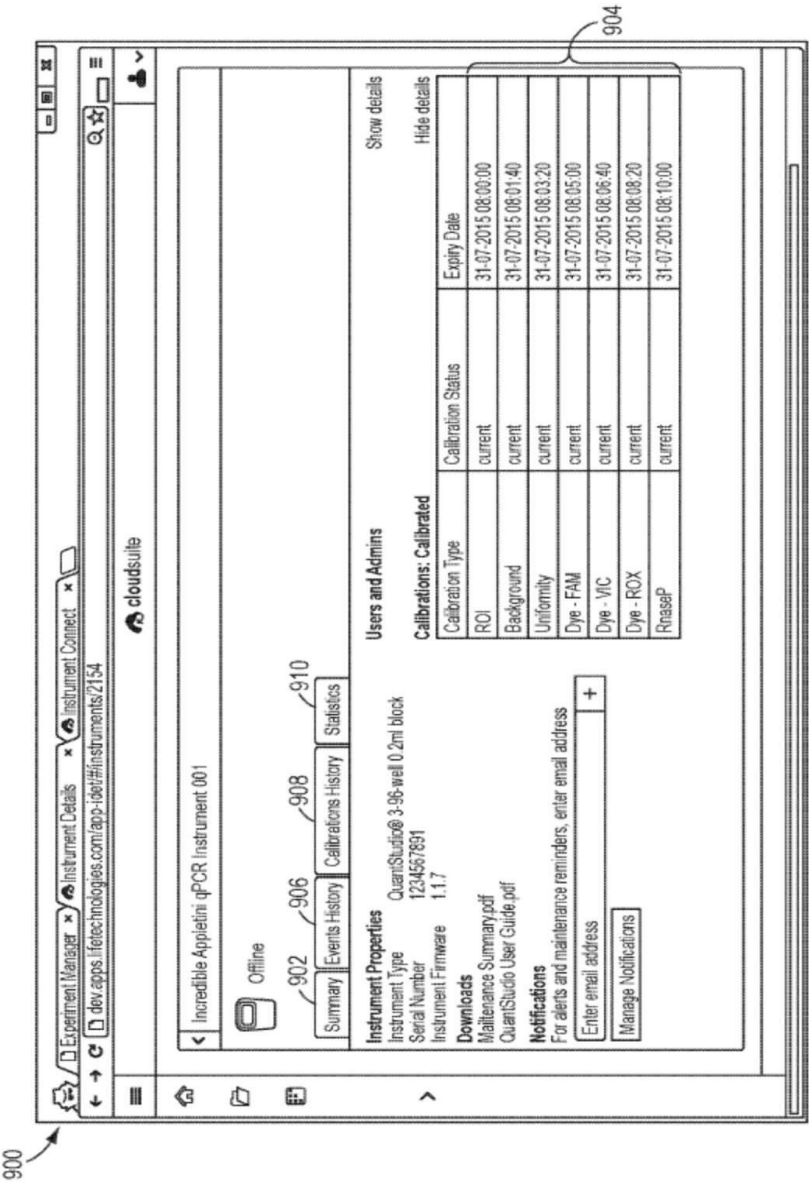 900
Experiment Manager × Instrument Details × Instrument Connect ×
dev.apps.lifetechnologies.com/app-idet/#/instruments/2154
cloudsuite
Incredible Appletini qPCR Instrument 001
Offline
902 906 908 910
Summary Events History Calibrations History Statistics
Instrument Properties
Instrument Type QuantStudio® 3-96-well 0.2ml block
Serial Number 1234567891
Instrument Firmware 1.1.7
Downloads
Maitenance Summary.pdf
QuantStudio User Guide.pdf
Notifications
For alerts and maintenance reminders, enter email address
Enter email address +
Manage Notifications
Users and Admins Show details
Calibrations: Calibrated Hide details
Calibration Type Calibration Status Expiry Date
ROI current 31-07-2015 08:00:00
Background current 31-07-2015 08:01:40
Uniformity current 31-07-2015 08:03:20
Dye - FAM current 31-07-2015 08:05:00
Dye - VIC current 31-07-2015 08:06:40
Dye - ROX current 31-07-2015 08:08:20
RnaseP current 31-07-2015 08:10:00
904